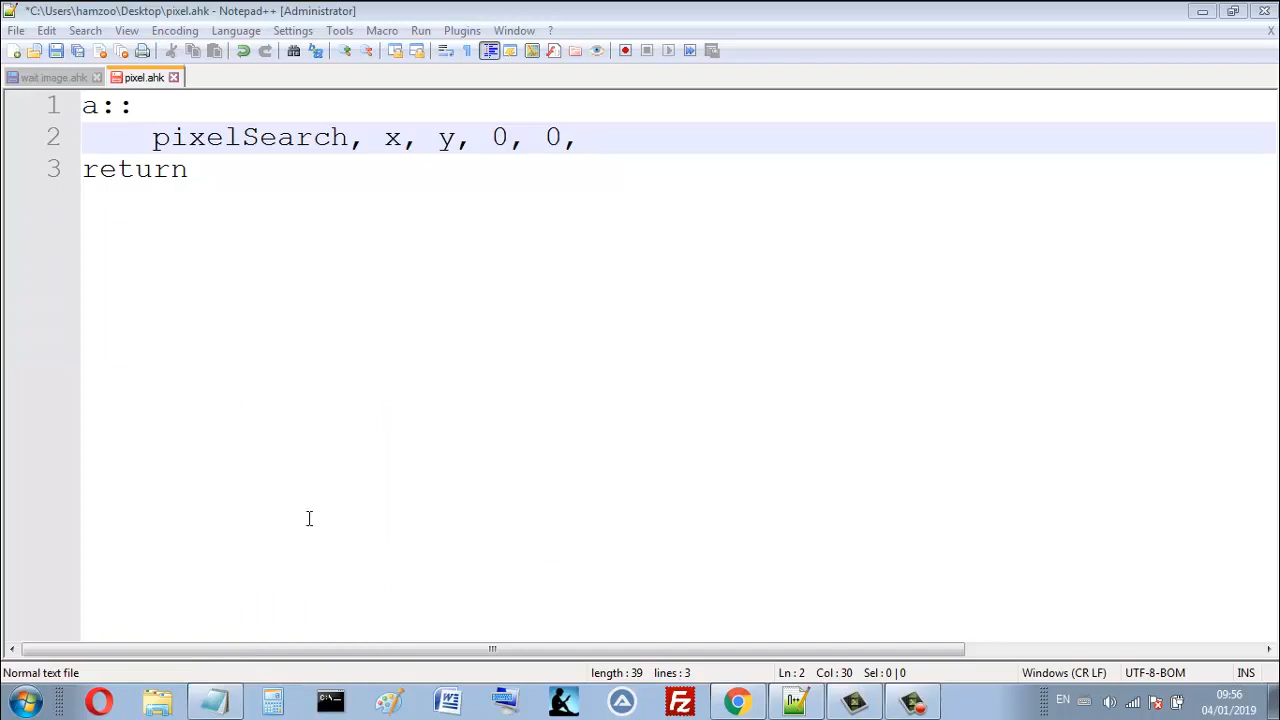 *C:\Users\hamzoo\Desktop\pixel.ahk - Notepad++ [Administrator]
File Edit Search View Encoding Language Settings Tools Macro Run Plugins Window ? X
wait image.ahk pixel.ahk
1 a::
2 pixelSearch, x, y, 0, 0,
3 return
Normal text file length : 39 lines : 3 Ln : 2 Col : 30 Sel : 0 | 0 Windows (CR LF) UTF-8-BOM INS
EN 09:56
04/01/2019